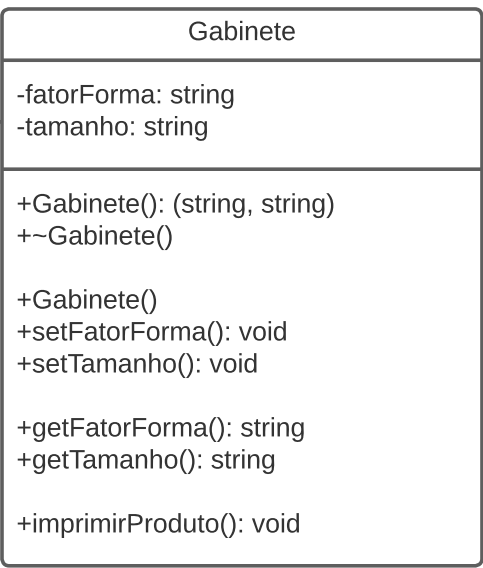 Gabinete
-fatorForma: string
-tamanho: string
+Gabinete(): (string, string)
+~Gabinete()
+Gabinete()
+setFatorForma(): void
+setTamanho(): void
+getFatorForma(): string
+getTamanho(): string
+imprimirProduto(): void